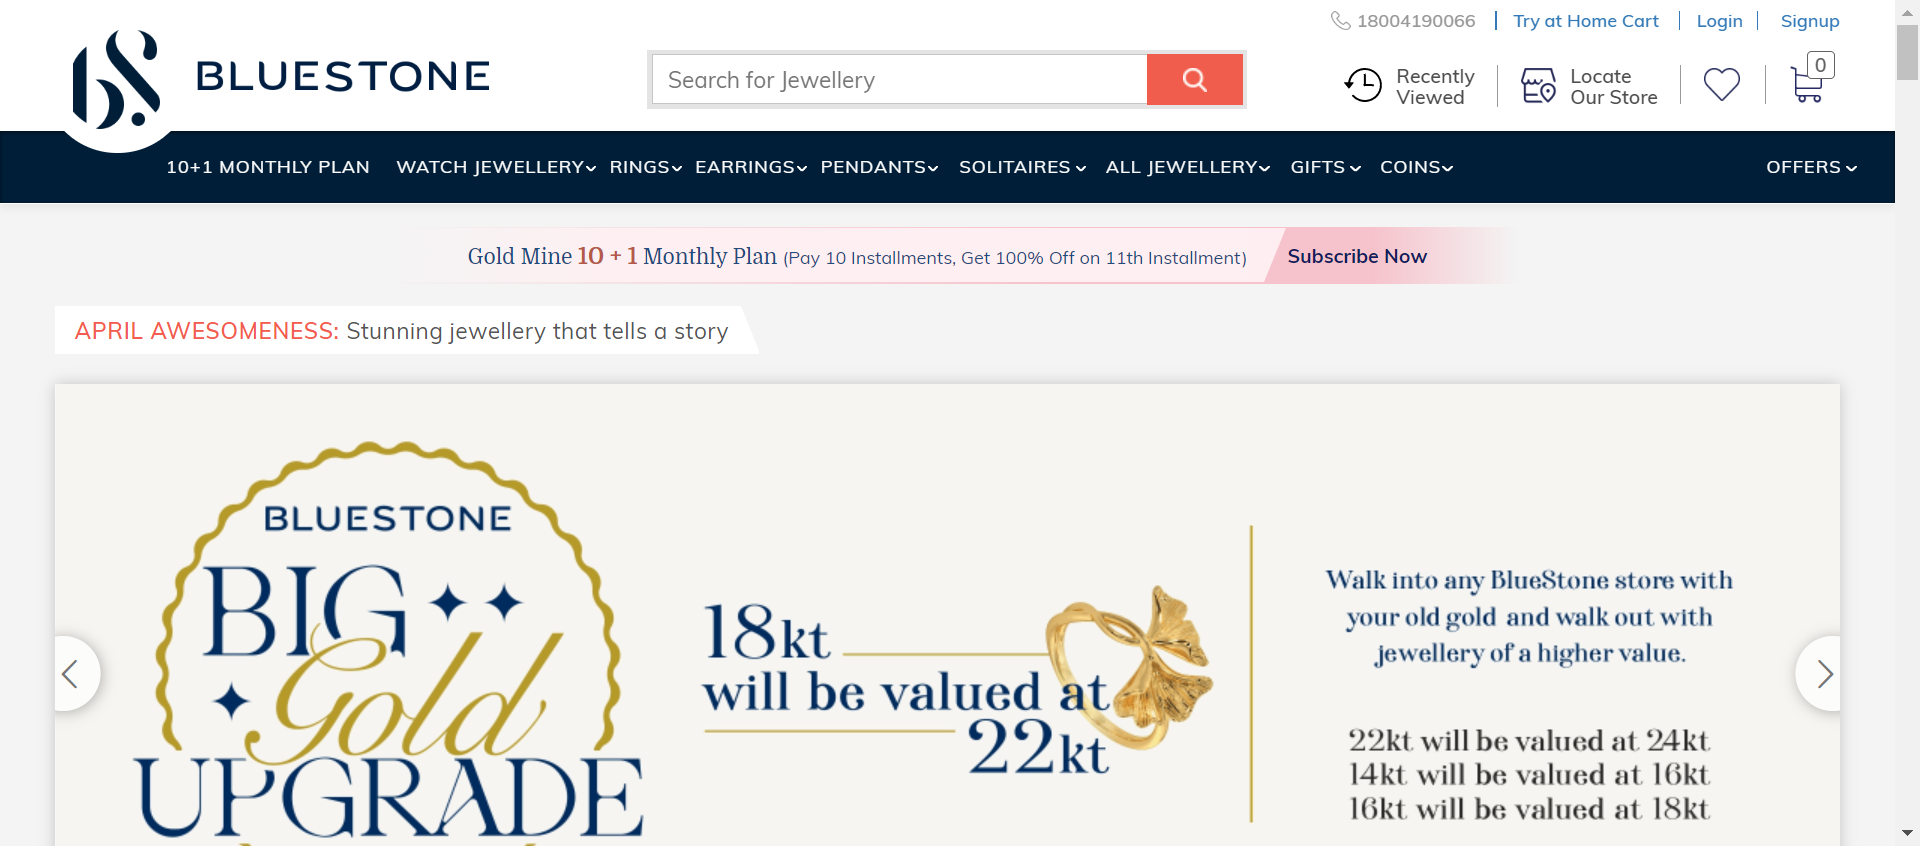 18004190066
Try at Home Cart
Login
Signup
BLUESTONE
Search for Jewellery
Recently
Viewed
Locate
Our Store
0
10+1 MONTHLY PLAN
WATCH JEWELLERY
RINGS
EARRINGS
PENDANTS
SOLITAIRES
ALL JEWELLERY
GIFTS
COINS
OFFERS
Gold Mine 10 + 1 Monthly Plan (Pay 10 Installments, Get 100% Off on 11th Installment)
Subscribe Now
APRIL AWESOMENESS: Stunning jewellery that tells a story
BLUESTONE
BIG
Gold
UPGRADE
18kt
will be valued at
22kt
Walk into any BlueStone store with
your old gold and walk out with
jewellery of a higher value.
22kt will be valued at 24kt
14kt will be valued at 16kt
16kt will be valued at 18kt